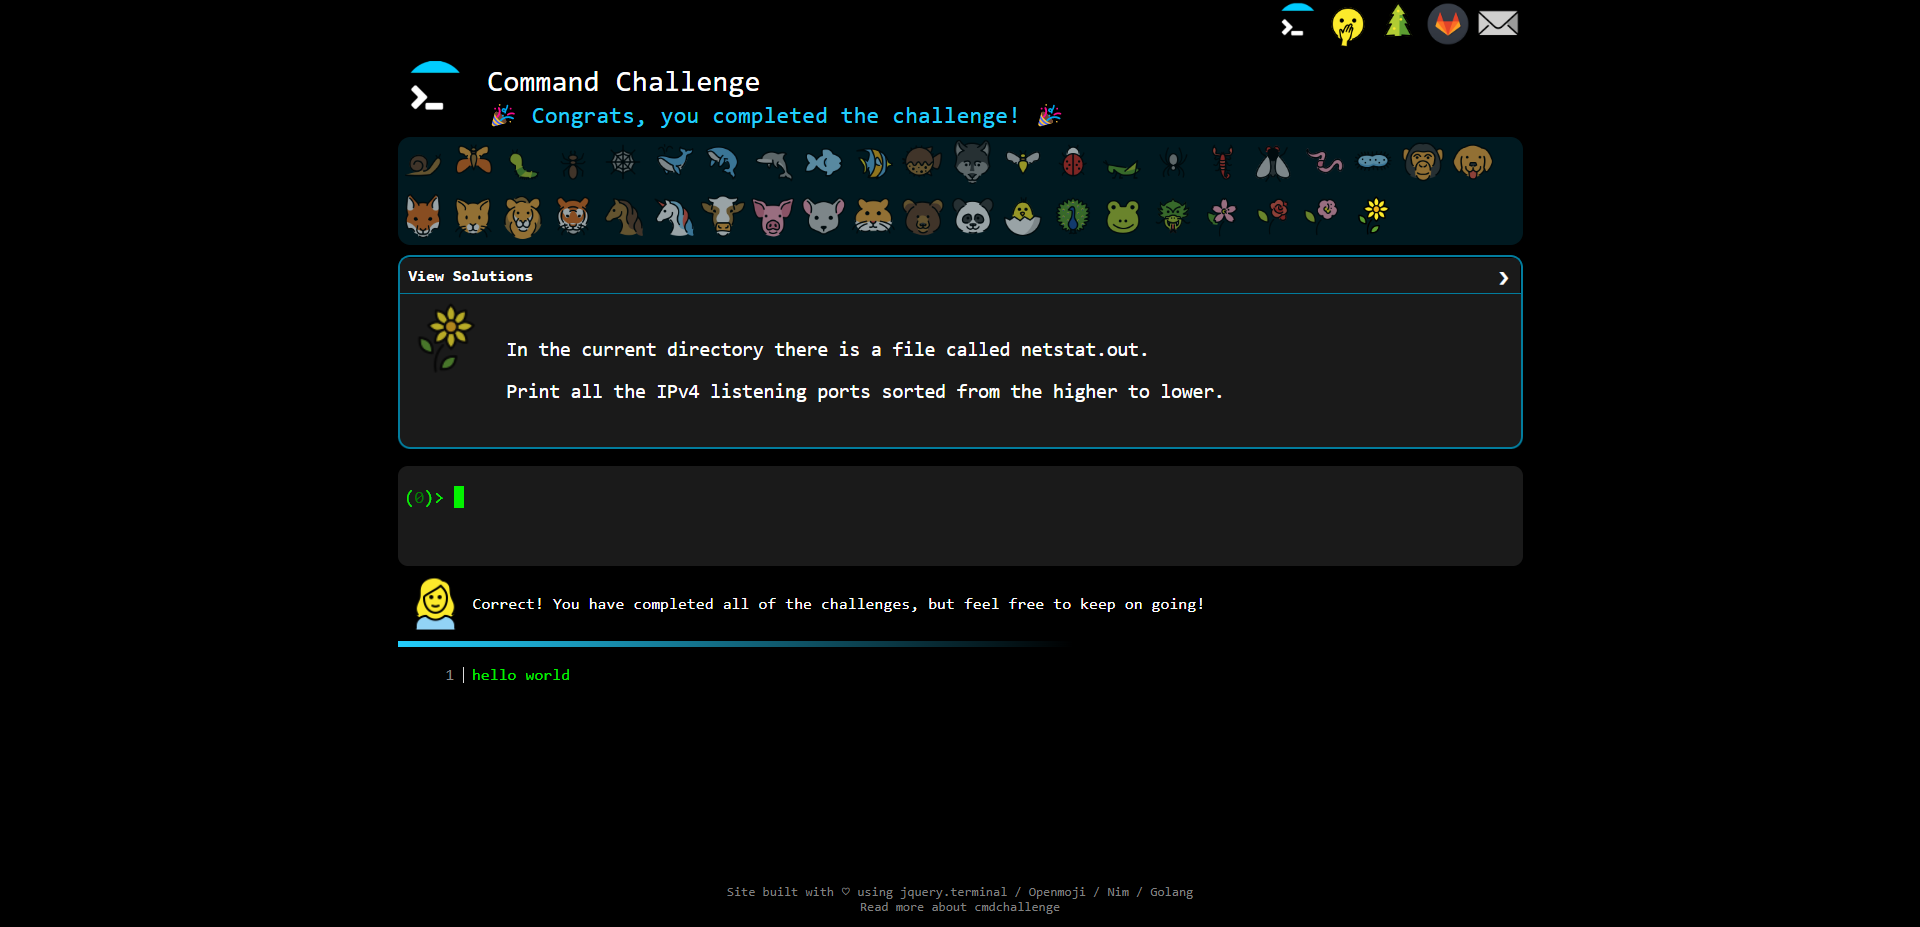 Command Challenge
🎉 Congrats, you completed the challenge! 🎉
View Solutions ❯
In the current directory there is a file called netstat.out.
Print all the IPv4 listening ports sorted from the higher to lower.
(0)>
Correct! You have completed all of the challenges, but feel free to keep on going!
1 hello world
Site built with ♡ using jquery.terminal / Openmoji / Nim / Golang
Read more about cmdchallenge